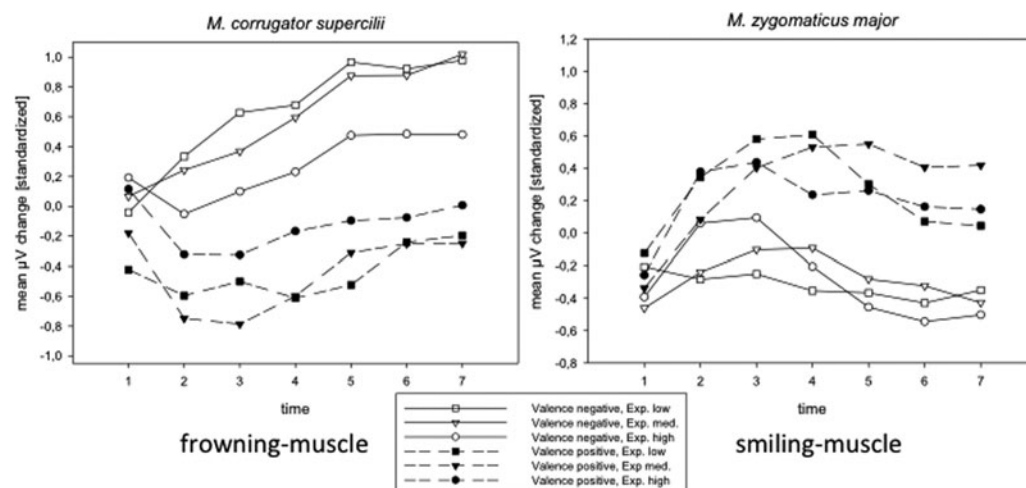 M. corrugator supercilii
mean µV change [standardized]
1,0
0,8
0,6
0,4
0,2
0,0
-0,2
-0,4
-0,6
-0,8
-1,0
1 2 3 4 5 6 7
time
frowning-muscle
M. zygomaticus major
mean µV change [standardized]
1,2
1,0
0,8
0,6
0,4
0,2
0,0
-0,2
-0,4
-0,6
-0,8
1 2 3 4 5 6 7
time
smiling-muscle
Valence negative, Exp. low
Valence negative, Exp. med.
Valence negative, Exp. high
Valence positive, Exp. low
Valence positive, Exp med.
Valence positive, Exp. high